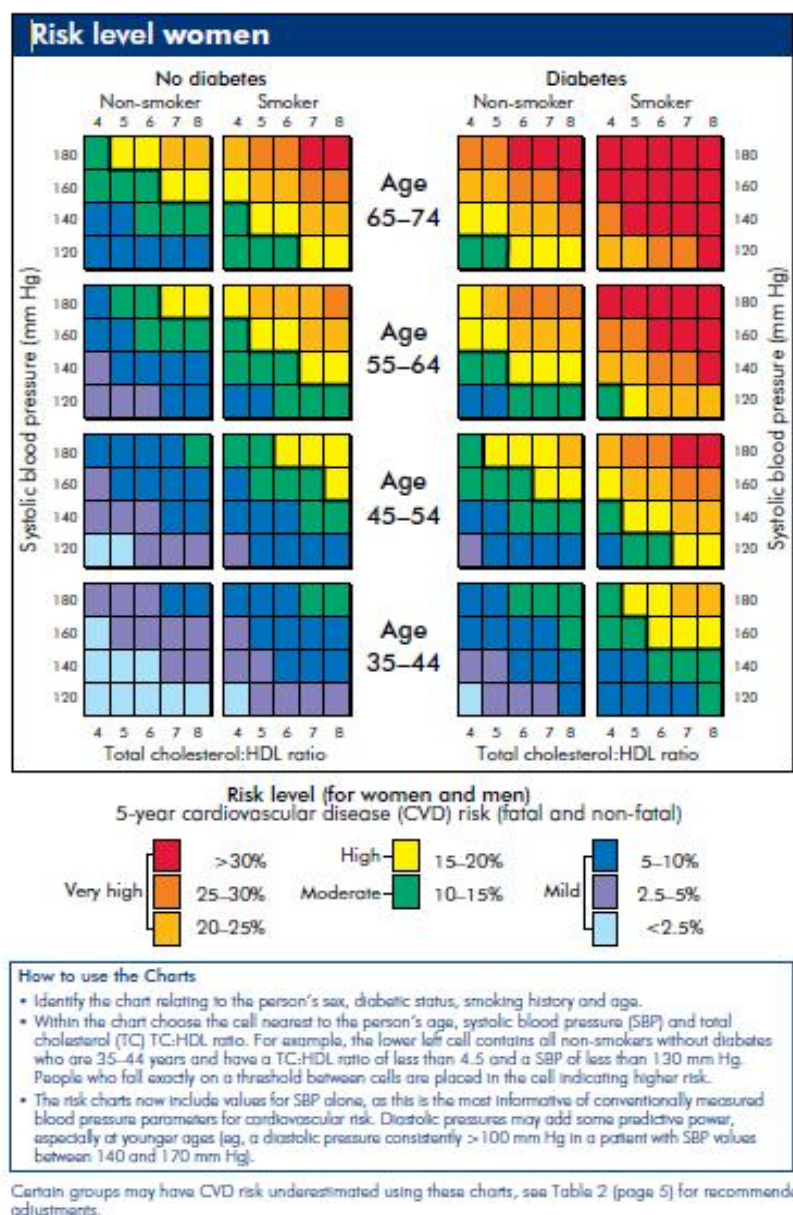 Risk level women
No diabetes
Diabetes
Non-smoker Smoker
Non-smoker Smoker
4 5 6 7 8 4 5 6 7 8
4 5 6 7 8 4 5 6 7 8
Systolic blood pressure (mm Hg)
180
160
140
120
Age
65–74
180
160
140
120
180
160
140
120
Age
55–64
180
160
140
120
180
160
140
120
Age
45–54
180
160
140
120
180
160
140
120
Age
35–44
180
160
140
120
Systolic blood pressure (mm Hg)
4 5 6 7 8 4 5 6 7 8
4 5 6 7 8 4 5 6 7 8
Total cholesterol:HDL ratio
Total cholesterol:HDL ratio
Risk level (for women and men)
5-year cardiovascular disease (CVD) risk (fatal and non-fatal)
Very high
>30%
25–30%
20–25%
High 15–20%
Moderate 10–15%
Mild
5–10%
2.5–5%
<2.5%
How to use the Charts
• Identify the chart relating to the person's sex, diabetic status, smoking history and age.
• Within the chart choose the cell nearest to the person's age, systolic blood pressure (SBP) and total
cholesterol (TC) TC:HDL ratio. For example, the lower left cell contains all non-smokers without diabetes
who are 35–44 years and have a TC:HDL ratio of less than 4.5 and a SBP of less than 130 mm Hg.
People who fall exactly on a threshold between cells are placed in the cell indicating higher risk.
• The risk charts now include values for SBP alone, as this is the most informative of conventionally measured
blood pressure parameters for cardiovascular risk. Diastolic pressures may add some predictive power,
especially at younger ages (eg, a diastolic pressure consistently >100 mm Hg in a patient with SBP values
between 140 and 170 mm Hg).
Certain groups may have CVD risk underestimated using these charts, see Table 2 (page 5) for recommende
adjustments.